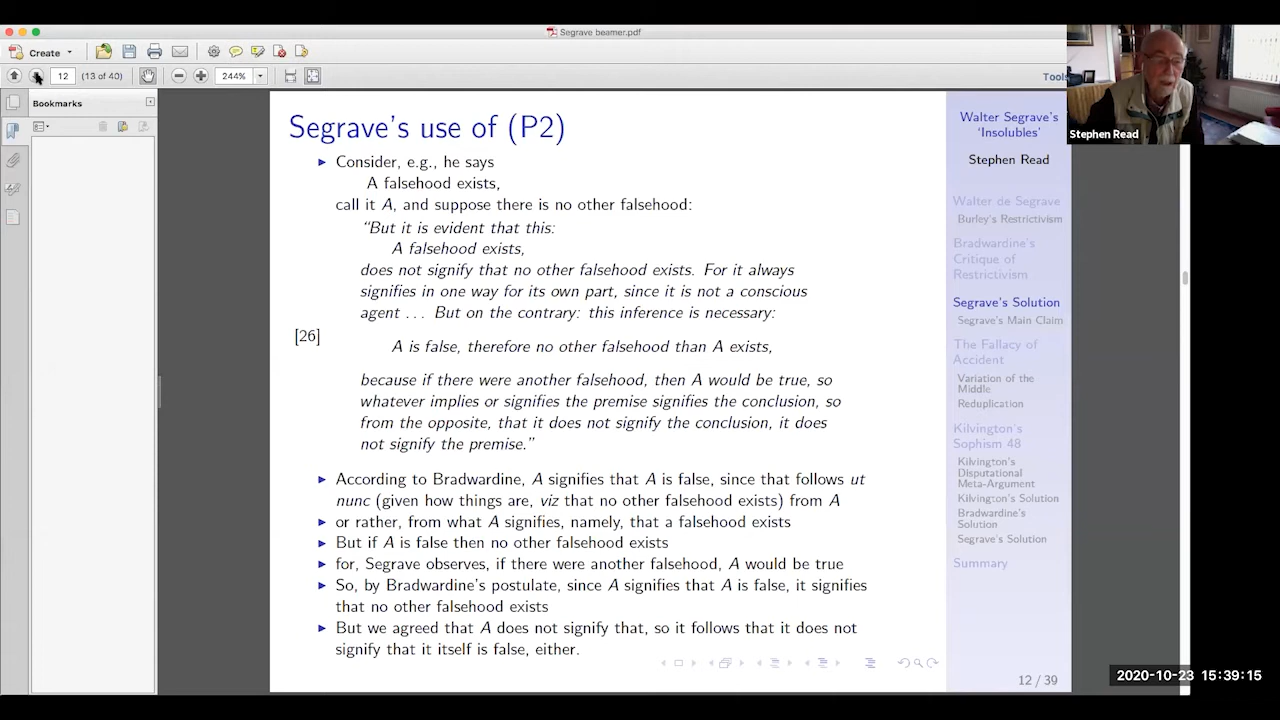 Segrave beamer.pdf
Create
12 (13 of 40) 244% Tools
Bookmarks
Stephen Read
Segrave's use of (P2)
► Consider, e.g., he says
A falsehood exists,
call it A, and suppose there is no other falsehood:
“But it is evident that this:
A falsehood exists,
does not signify that no other falsehood exists. For it always
signifies in one way for its own part, since it is not a conscious
agent . . . But on the contrary: this inference is necessary:
[26]
A is false, therefore no other falsehood than A exists,
because if there were another falsehood, then A would be true, so
whatever implies or signifies the premise signifies the conclusion, so
from the opposite, that it does not signify the conclusion, it does
not signify the premise.”
► According to Bradwardine, A signifies that A is false, since that follows ut
nunc (given how things are, viz that no other falsehood exists) from A
► or rather, from what A signifies, namely, that a falsehood exists
► But if A is false then no other falsehood exists
► for, Segrave observes, if there were another falsehood, A would be true
► So, by Bradwardine's postulate, since A signifies that A is false, it signifies
that no other falsehood exists
► But we agreed that A does not signify that, so it follows that it does not
signify that it itself is false, either.
Walter Segrave's
‘Insolubles’
Stephen Read
Walter de Segrave
Burley's Restrictivism
Bradwardine's
Critique of
Restrictivism
Segrave's Solution
Segrave's Main Claim
The Fallacy of
Accident
Variation of the
Middle
Reduplication
Kilvington's
Sophism 48
Kilvington's
Disputational
Meta-Argument
Kilvington's Solution
Bradwardine's
Solution
Segrave's Solution
Summary
12 / 39
2020-10-23 15:39:15